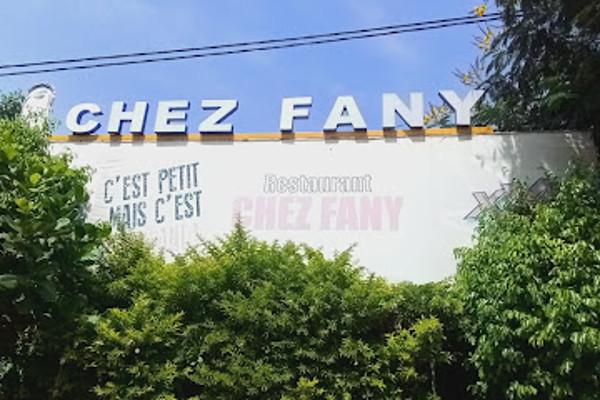 CHEZ FANY
C'EST PETIT
MAIS C'EST
Restaurant
CHEZ FANY